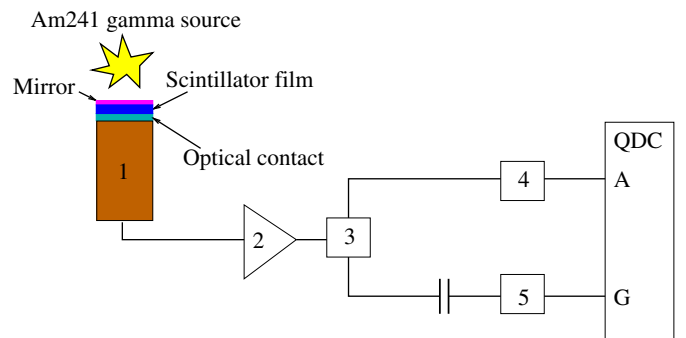 Am241 gamma source
Mirror
Scintillator film
Optical contact
1
2
3
4
5
QDC
A
G